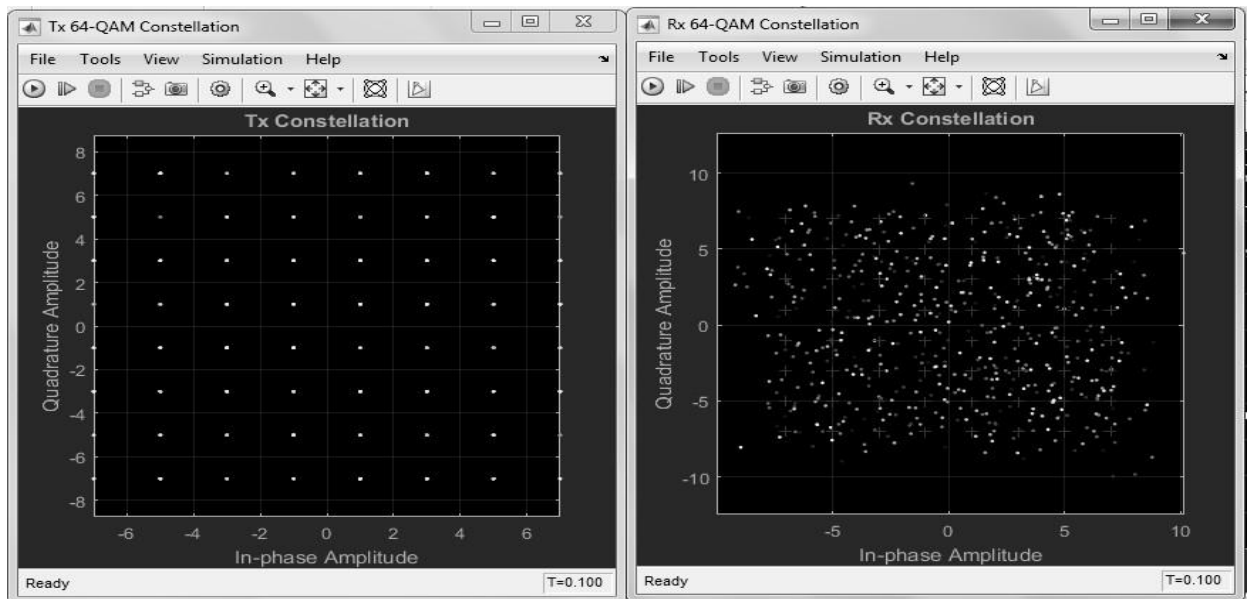 Tx 64-QAM Constellation
File Tools View Simulation Help
Tx Constellation
8
6
4
2
0
-2
-4
-6
-8
Quadrature Amplitude
-6 -4 -2 0 2 4 6
In-phase Amplitude
Ready T=0.100
Rx 64-QAM Constellation
File Tools View Simulation Help
Rx Constellation
10
5
0
-5
-10
Quadrature Amplitude
-5 0 5 10
In-phase Amplitude
Ready T=0.100